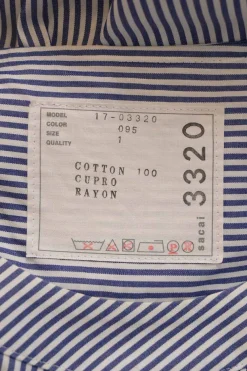 MODEL 17-03320
COLOR 095
SIZE 1
QUALITY
COTTON 100
CUPRO
RAYON
sacai 3320